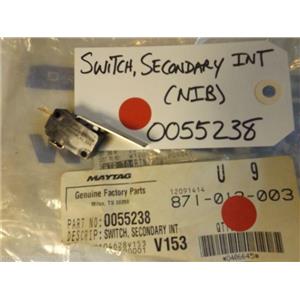 SWITCH, SECONDARY INT
(NIB)
0055238
U 9
MAYTAG
12091414
871-012-003
Genuine Factory Parts
PART NO. 0055238
DESCRIP: SWITCH, SECONDARY INT
V153